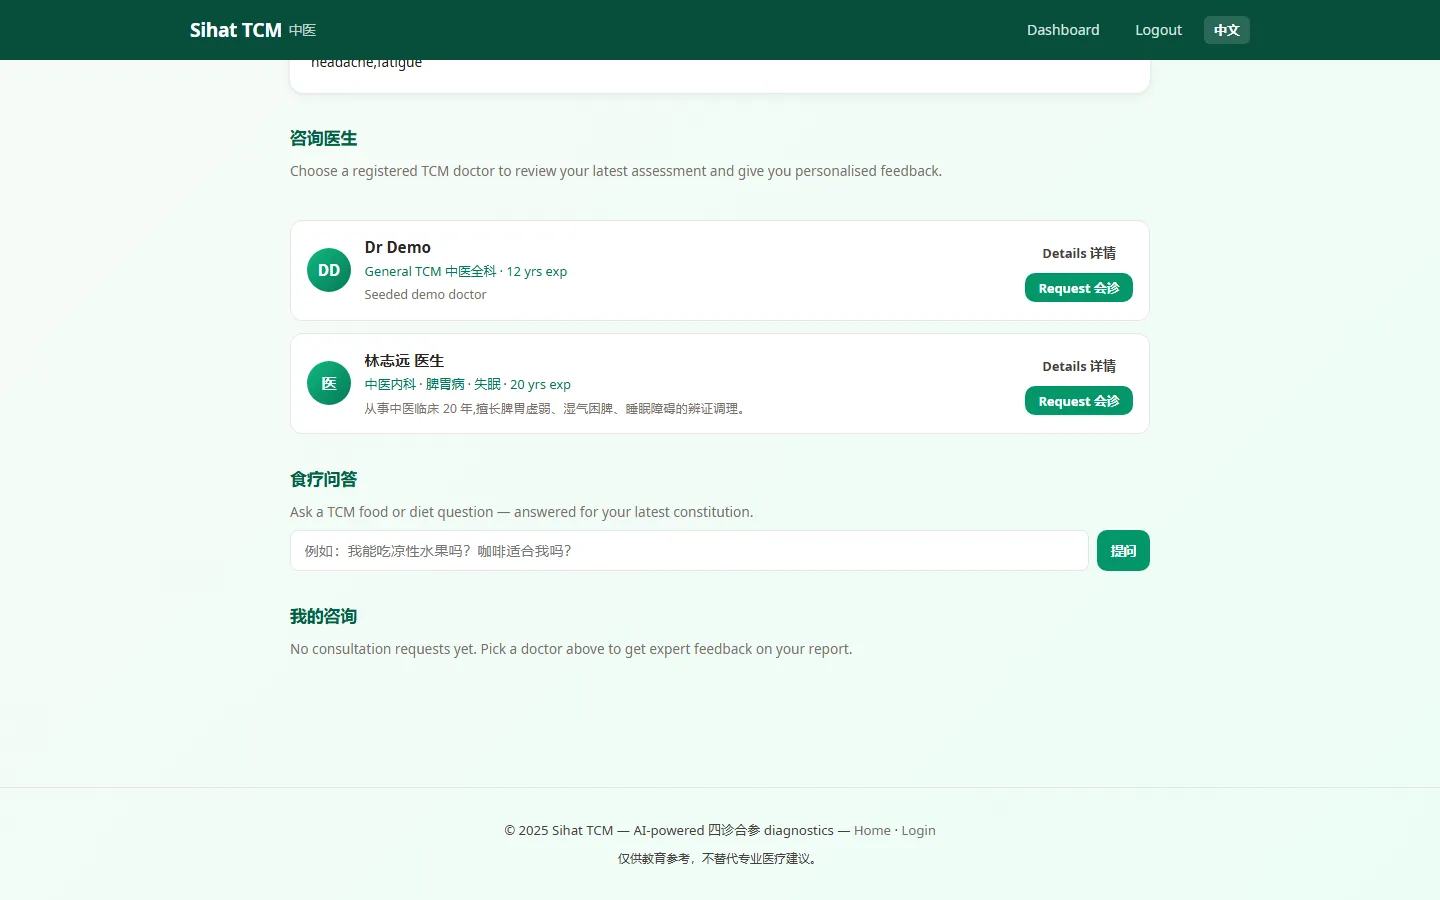 Sihat TCM 中医
Dashboard
Logout
中文
headache,fatigue
咨询医生
Choose a registered TCM doctor to review your latest assessment and give you personalised feedback.
DD
Dr Demo
General TCM 中医全科 · 12 yrs exp
Seeded demo doctor
Details 详情
Request 会诊
医
林志远 医生
中医内科 · 脾胃病 · 失眠 · 20 yrs exp
从事中医临床 20 年,擅长脾胃虚弱、湿气困脾、睡眠障碍的辨证调理。
Details 详情
Request 会诊
食疗问答
Ask a TCM food or diet question — answered for your latest constitution.
例如：我能吃凉性水果吗？咖啡适合我吗？
提问
我的咨询
No consultation requests yet. Pick a doctor above to get expert feedback on your report.
© 2025 Sihat TCM — AI-powered 四诊合参 diagnostics — Home · Login
仅供教育参考，不替代专业医疗建议。